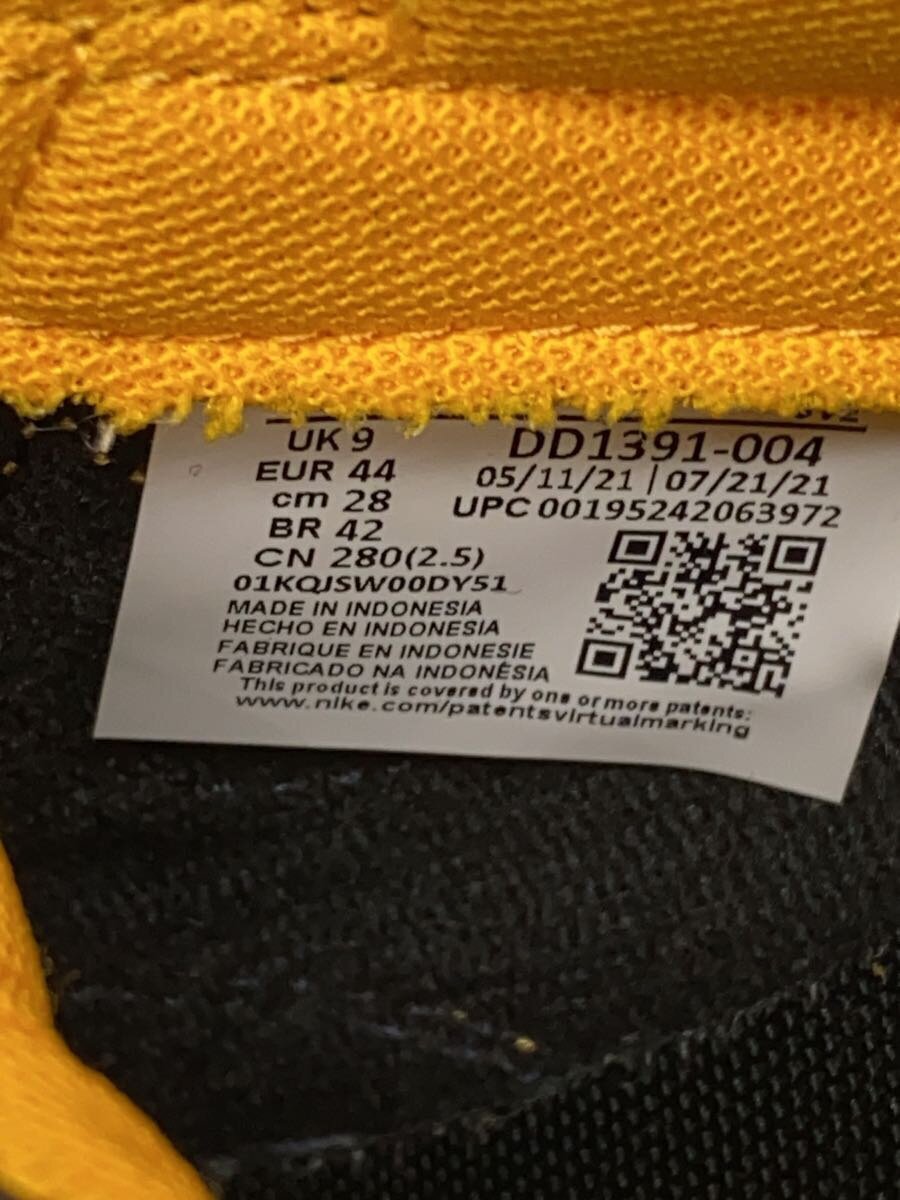 UK 9
EUR 44
cm 28
BR 42
CN 280(2.5)
01KQJSW00DY51
DD1391-004
05/11/21 | 07/21/21
UPC 00195242063972
MADE IN INDONESIA
HECHO EN INDONESIA
FABRIQUE EN INDONESIE
FABRICADO NA INDONÉSIA
This product is covered by one or more patents:
www.nike.com/patentsvirtualmarking